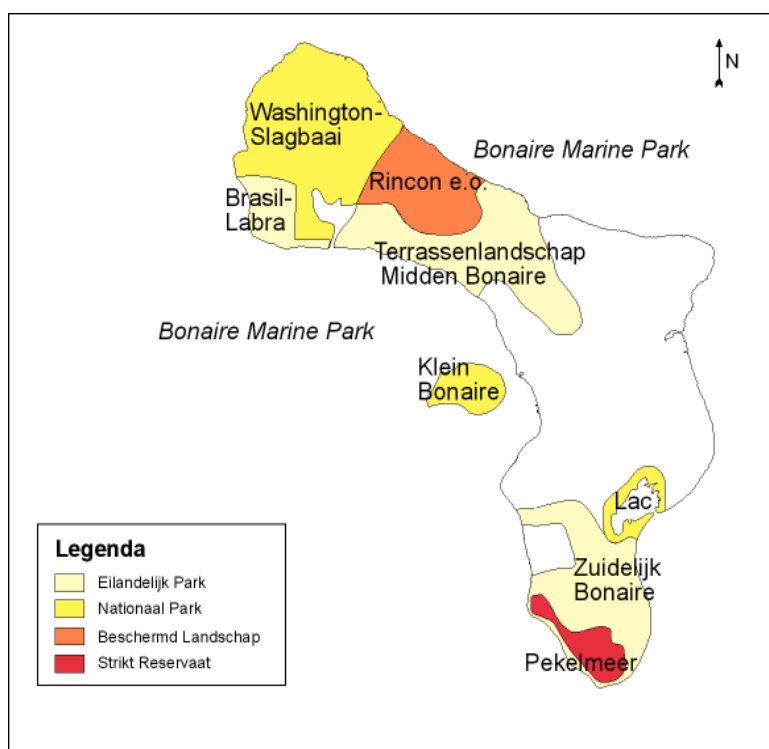 N
Washington-
Slagbaai
Bonaire Marine Park
Rincon e.o.
Brasil-
Labra
Terrassenlandschap
Midden Bonaire
Bonaire Marine Park
Klein
Bonaire
Lac
Zuidelijk
Bonaire
Pekelmeer
Legenda
Eilandelijk Park
Nationaal Park
Beschermd Landschap
Strikt Reservaat